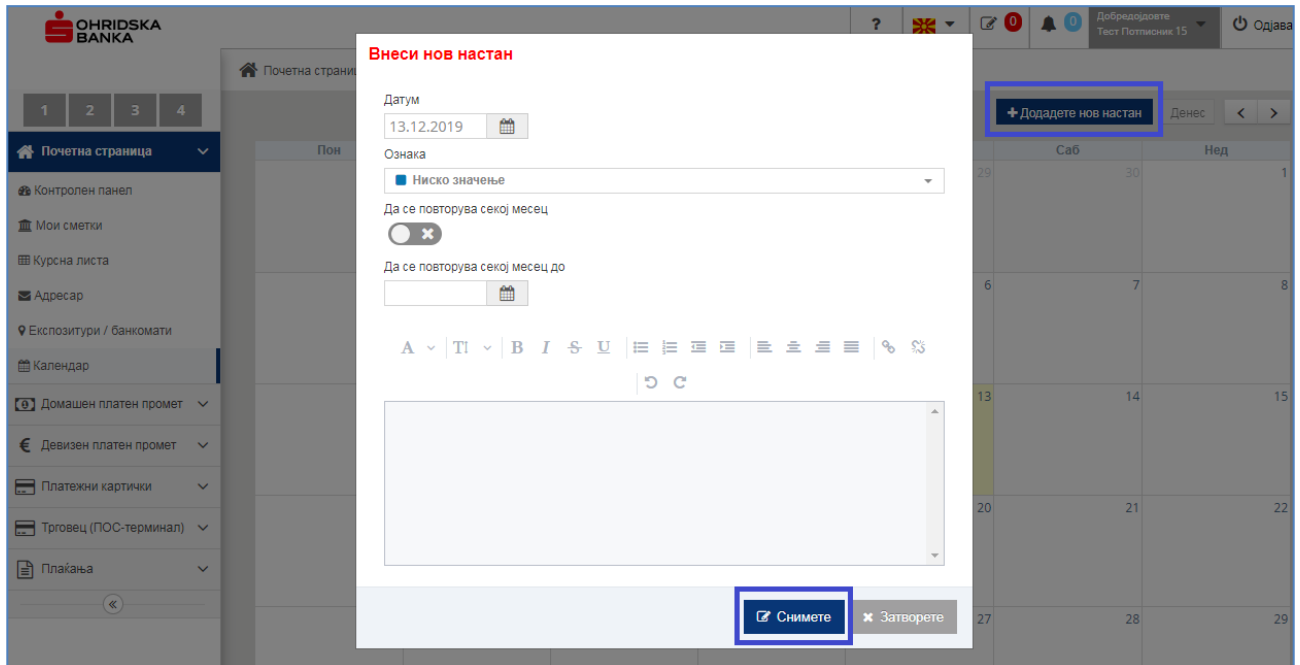 OHRIDSKA
BANKA
?
0
0
Добредојдовте
Тест Потписник 15
Одјава
Почетна страниц
1 2 3 4
Почетна страница
Контролен панел
Мои сметки
Курсна листа
Адресар
Експозитури / банкомати
Календар
Домашен платен промет
Девизен платен промет
Платежни картички
Трговец (ПОС-терминал)
Плаќања
Внеси нов настан
Датум
13.12.2019
Ознака
Ниско значење
Да се повторува секој месец
Да се повторува секој месец до
A TI B I S U
Снимете
Затворете
Додадете нов настан
Денес
Пон Саб Нед
29 30 1
6 7 8
13 14 15
20 21 22
27 28 29